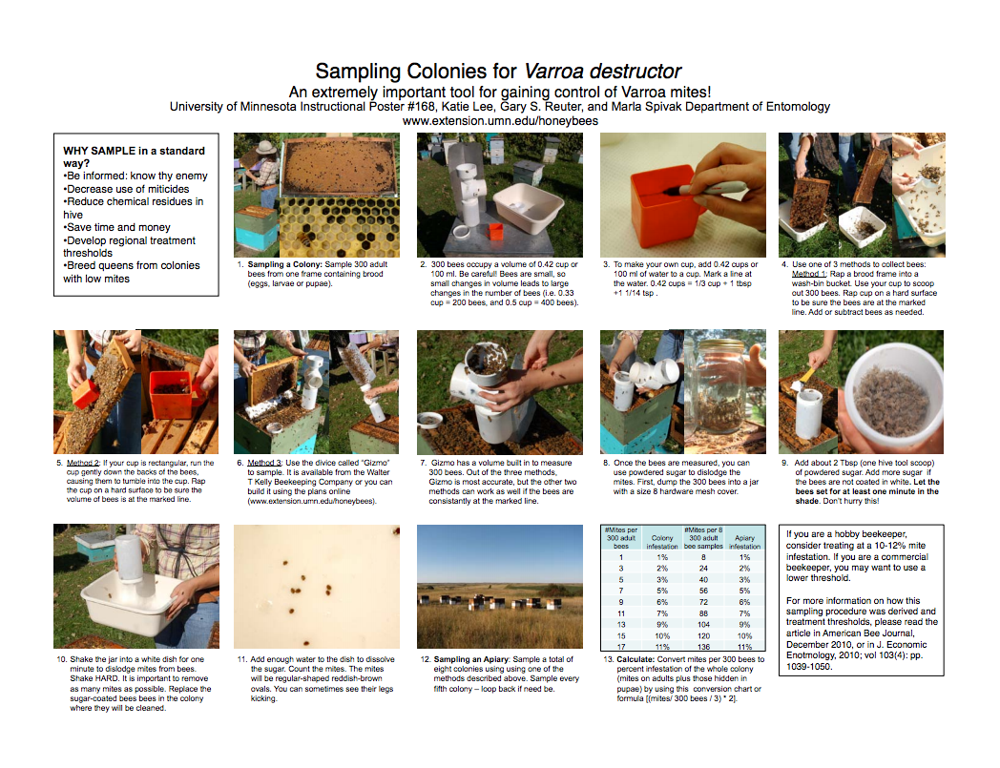 Sampling Colonies for Varroa destructor
An extremely important tool for gaining control of Varroa mites!
University of Minnesota Instructional Poster #168, Katie Lee, Gary S. Reuter, and Marla Spivak Department of Entomology
www.extension.umn.edu/honeybees
WHY SAMPLE in a standard
way?
•Be informed: know thy enemy
•Decrease use of miticides
•Reduce chemical residues in
hive
•Save time and money
•Develop regional treatment
thresholds
•Breed queens from colonies
with low mites
1. Sampling a Colony: Sample 300 adult
bees from one frame containing brood
(eggs, larvae or pupae).
2. 300 bees occupy a volume of 0.42 cup or
100 ml. Be careful! Bees are small, so
small changes in volume leads to large
changes in the number of bees (i.e. 0.33
cup = 200 bees, and 0.5 cup = 400 bees).
3. To make your own cup, add 0.42 cups or
100 ml of water to a cup. Mark a line at
the water. 0.42 cups = 1/3 cup + 1 tbsp
+1 1/14 tsp .
4. Use one of 3 methods to collect bees:
Method 1: Rap a brood frame into a
wash-bin bucket. Use your cup to scoop
out 300 bees. Rap cup on a hard surface
to be sure the bees are at the marked
line. Add or subtract bees as needed.
5. Method 2: If your cup is rectangular, run the
cup gently down the backs of the bees,
causing them to tumble into the cup. Rap
the cup on a hard surface to be sure the
volume of bees is at the marked line.
6. Method 3: Use the divice called "Gizmo"
to sample. It is available from the Walter
T Kelly Beekeeping Company or you can
build it using the plans online
(www.extension.umn.edu/honeybees).
7. Gizmo has a volume built in to measure
300 bees. Out of the three methods,
Gizmo is most accurate, but the other two
methods can work as well if the bees are
consistantly at the marked line.
8. Once the bees are measured, you can
use powdered sugar to dislodge the
mites. First, dump the 300 bees into a jar
with a size 8 hardware mesh cover.
9. Add about 2 Tbsp (one hive tool scoop)
of powdered sugar. Add more sugar if
the bees are not coated in white. Let the
bees set for at least one minute in the
shade. Don't hurry this!
10. Shake the jar into a white dish for one
minute to dislodge mites from bees.
Shake HARD. It is important to remove
as many mites as possible. Replace the
sugar-coated bees bees in the colony
where they will be cleaned.
11. Add enough water to the dish to dissolve
the sugar. Count the mites. The mites
will be regular-shaped reddish-brown
ovals. You can sometimes see their legs
kicking.
12. Sampling an Apiary: Sample a total of
eight colonies using using one of the
methods described above. Sample every
fifth colony – loop back if need be.
#Mites per 300 adult bees Colony infestation #Mites per 8 300 adult bee samples Apiary infestation
1 1% 8 1%
3 2% 24 2%
5 3% 40 3%
7 5% 56 5%
9 6% 72 6%
11 7% 88 7%
13 9% 104 9%
15 10% 120 10%
17 11% 136 11%
13. Calculate: Convert mites per 300 bees to
percent infestation of the whole colony
(mites on adults plus those hidden in
pupae) by using this conversion chart or
formula [(mites/ 300 bees / 3) * 2].
If you are a hobby beekeeper,
consider treating at a 10-12% mite
infestation. If you are a commercial
beekeeper, you may want to use a
lower threshold.
For more information on how this
sampling procedure was derived and
treatment thresholds, please read the
article in American Bee Journal,
December 2010, or in J. Economic
Enotmology, 2010; vol 103(4): pp.
1039-1050.